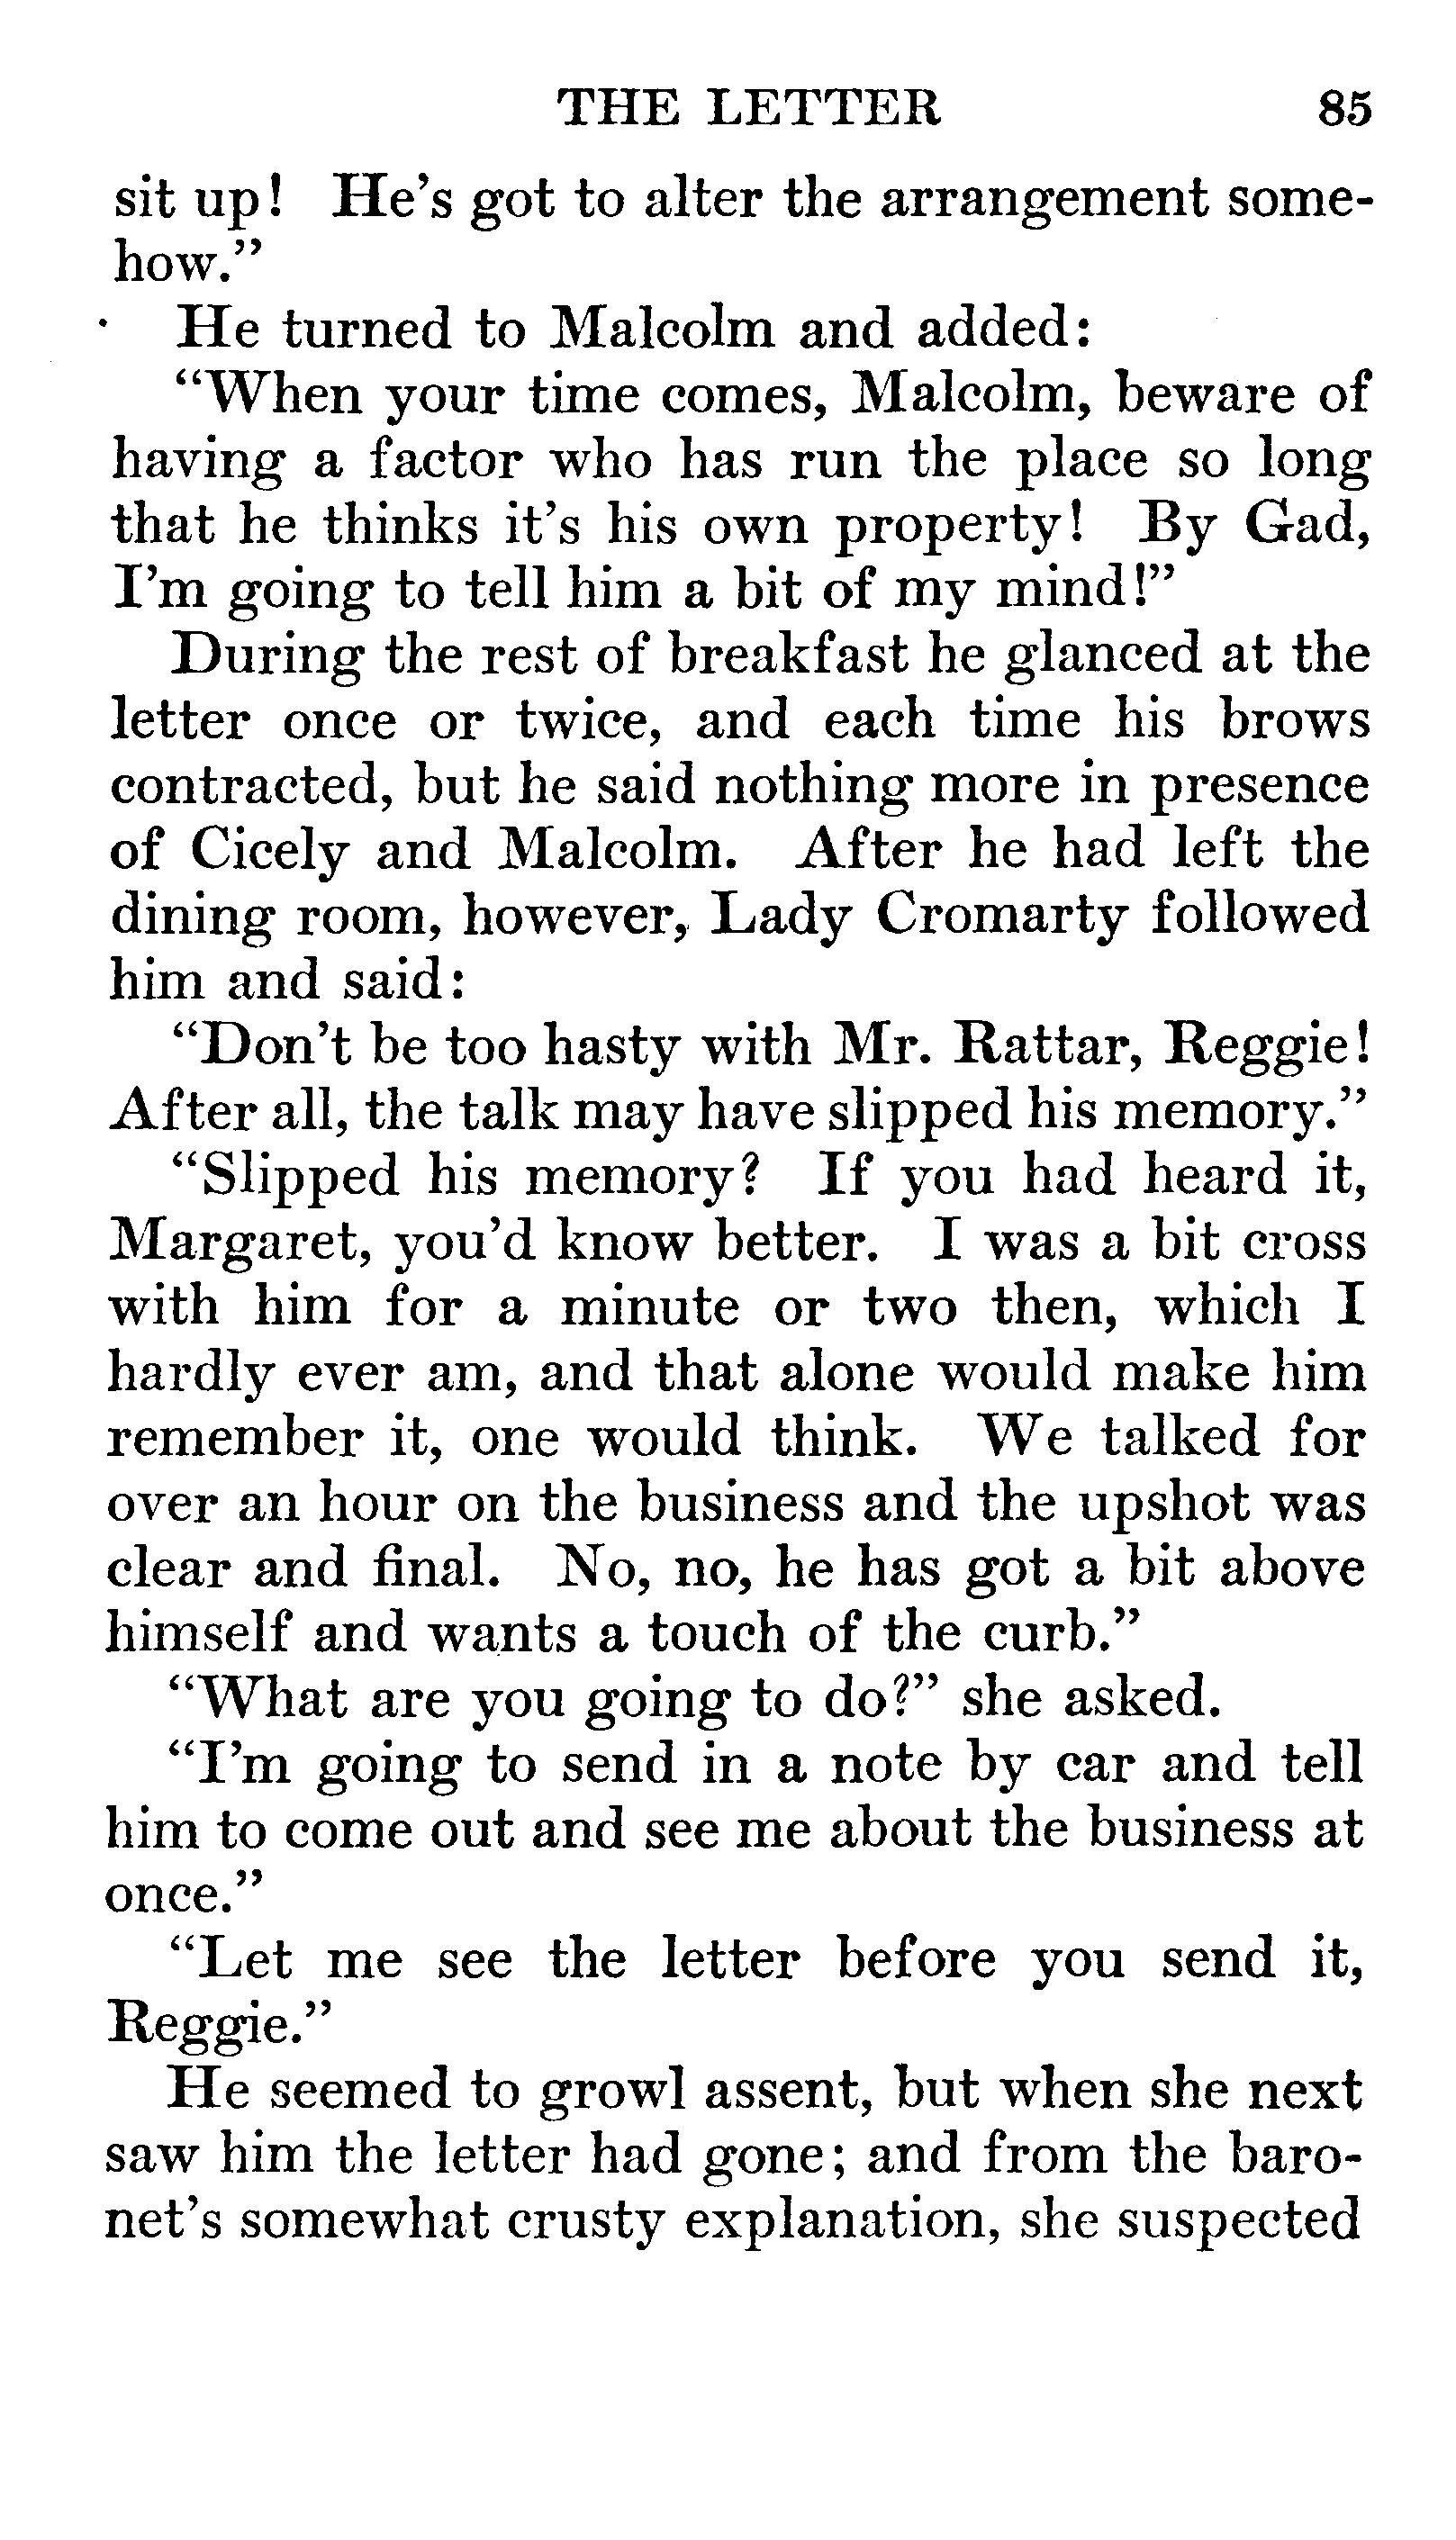 THE LETTER 85
sit up! He's got to alter the arrangement some-
how."
He turned to Malcolm and added:
"When your time comes, Malcolm, beware of
having a factor who has run the place so long
that he thinks it's his own property! By Gad,
I'm going to tell him a bit of my mind!"
During the rest of breakfast he glanced at the
letter once or twice, and each time his brows
contracted, but he said nothing more in presence
of Cicely and Malcolm. After he had left the
dining room, however, Lady Cromarty followed
him and said:
"Don't be too hasty with Mr. Rattar, Reggie!
After all, the talk may have slipped his memory."
"Slipped his memory? If you had heard it,
Margaret, you'd know better. I was a bit cross
with him for a minute or two then, which I
hardly ever am, and that alone would make him
remember it, one would think. We talked for
over an hour on the business and the upshot was
clear and final. No, no, he has got a bit above
himself and wants a touch of the curb."
"What are you going to do?" she asked.
"I'm going to send in a note by car and tell
him to come out and see me about the business at
once."
"Let me see the letter before you send it,
Reggie."
He seemed to growl assent, but when she next
saw him the letter had gone; and from the baro-
net's somewhat crusty explanation, she suspected